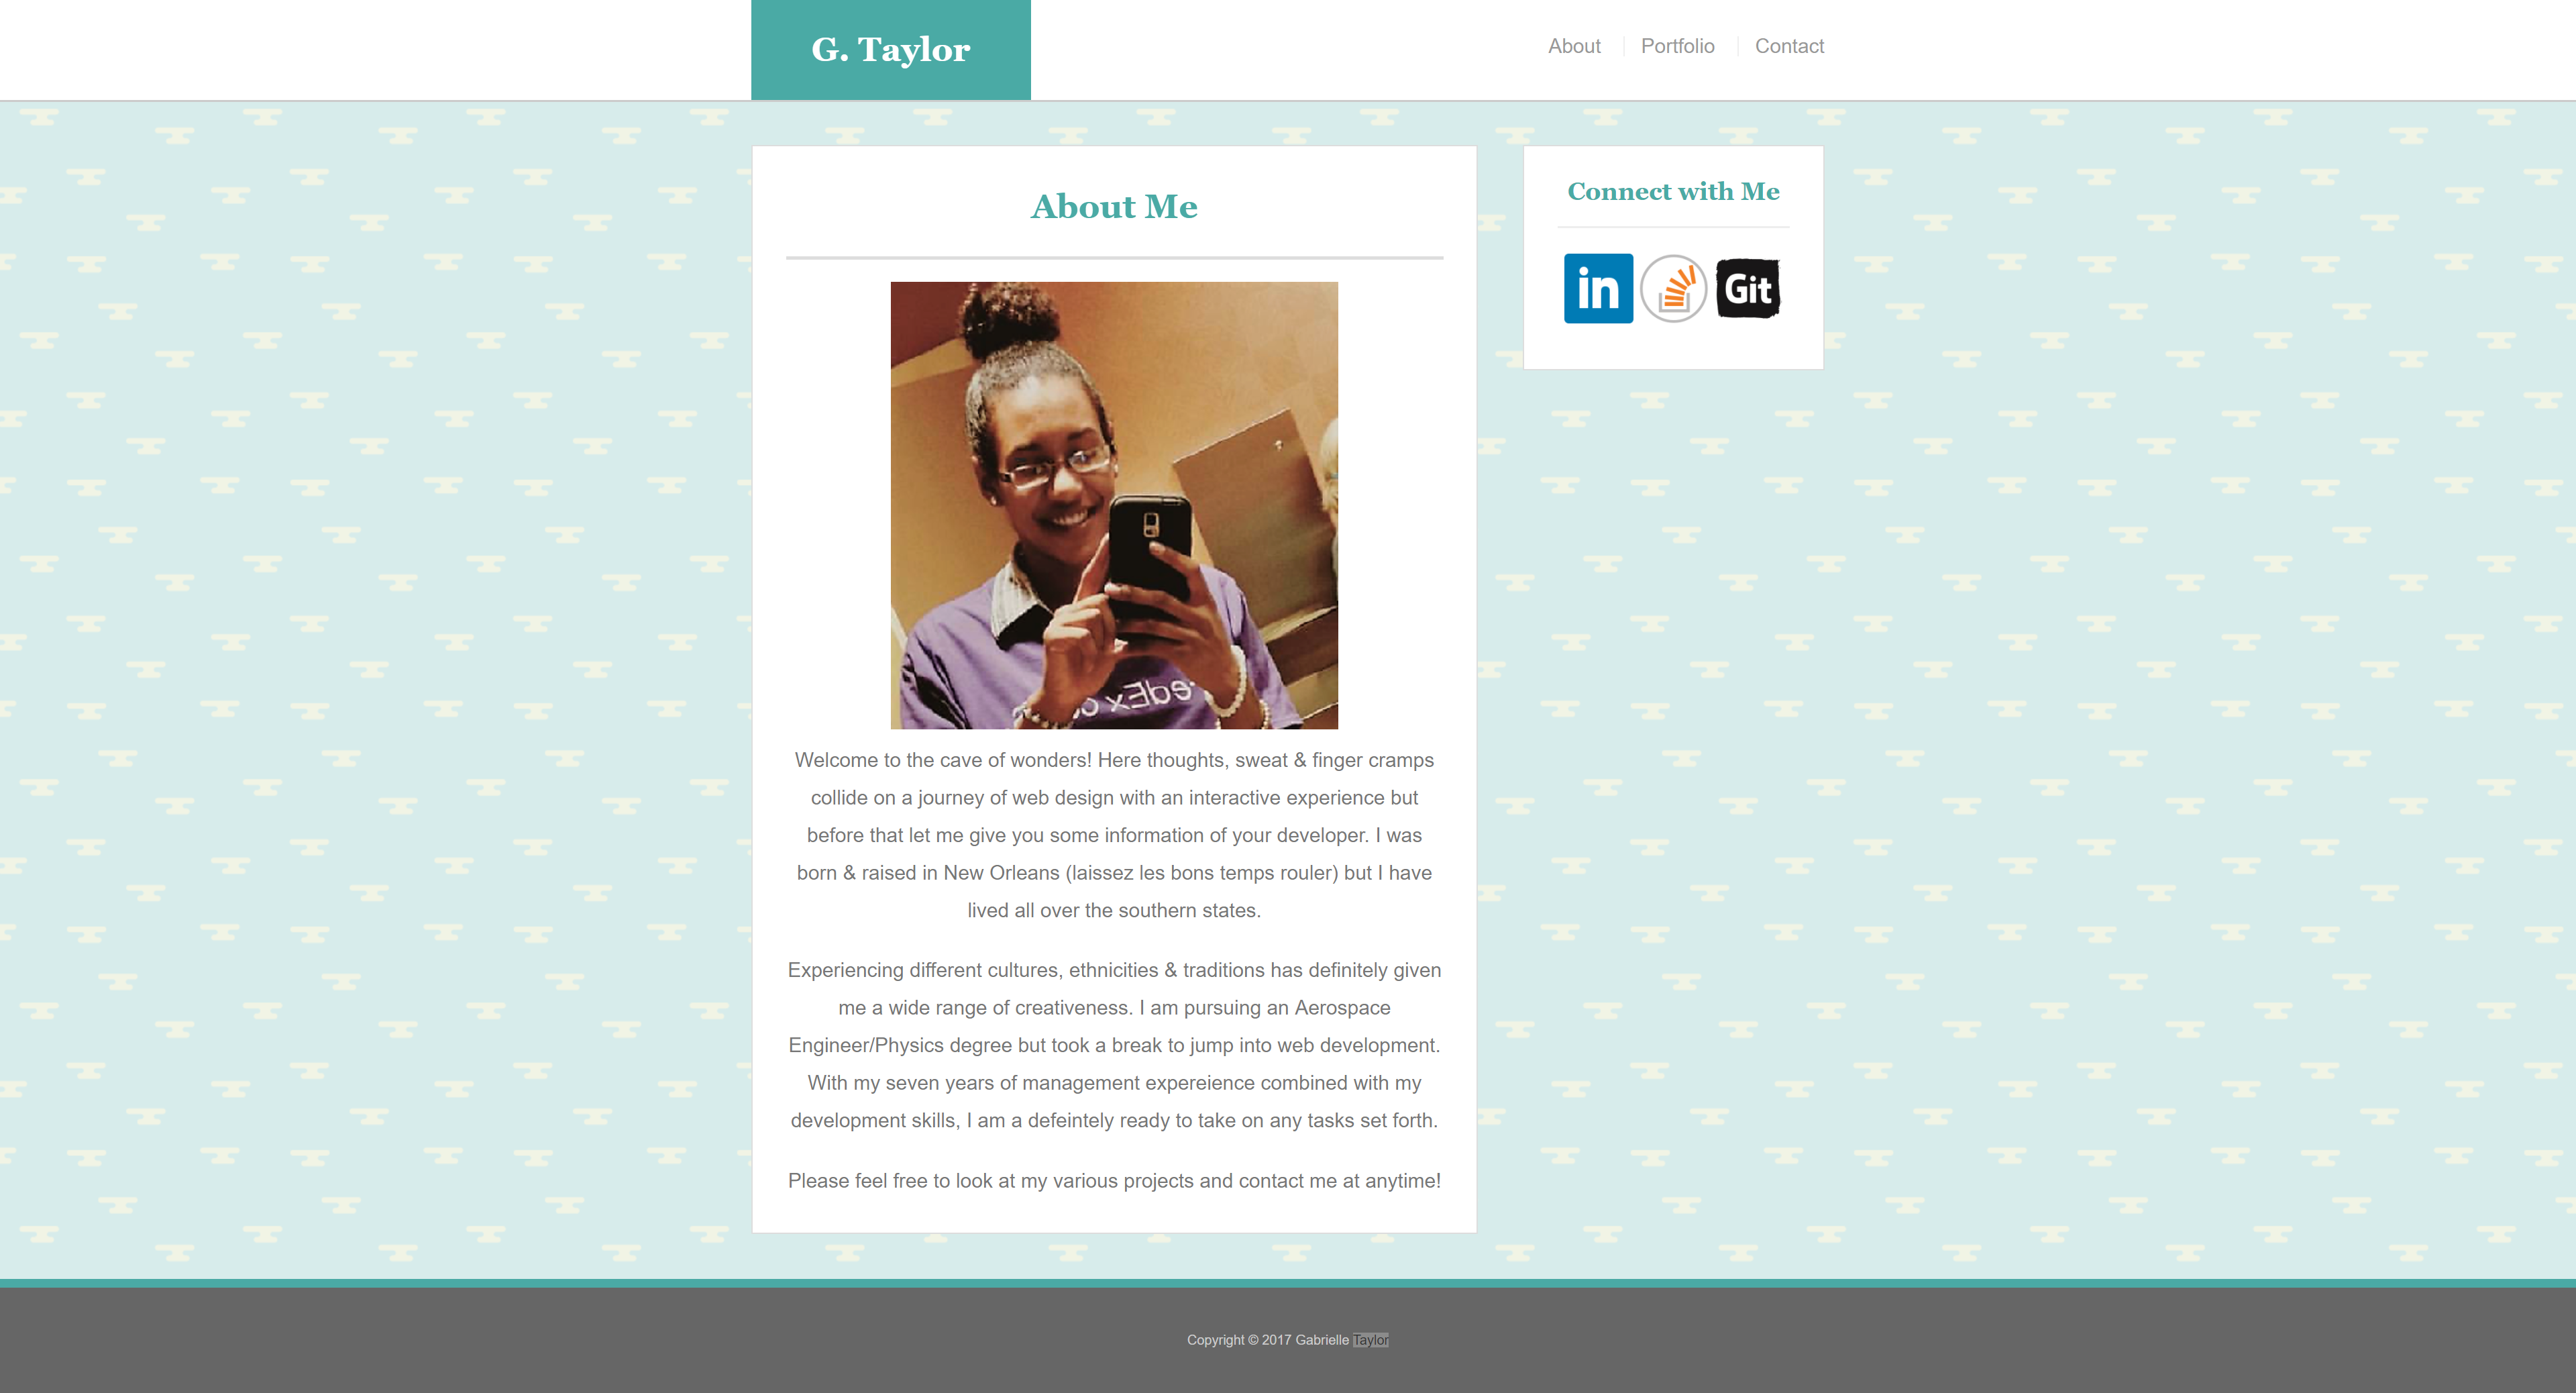 G. Taylor
About
Portfolio
Contact
About Me
Connect with Me
in
Git
edEx
Welcome to the cave of wonders! Here thoughts, sweat & finger cramps
collide on a journey of web design with an interactive experience but
before that let me give you some information of your developer. I was
born & raised in New Orleans (laissez les bons temps rouler) but I have
lived all over the southern states.
Experiencing different cultures, ethnicities & traditions has definitely given
me a wide range of creativeness. I am pursuing an Aerospace
Engineer/Physics degree but took a break to jump into web development.
With my seven years of management expereience combined with my
development skills, I am a defeintely ready to take on any tasks set forth.
Please feel free to look at my various projects and contact me at anytime!
Copyright © 2017 Gabrielle Taylor